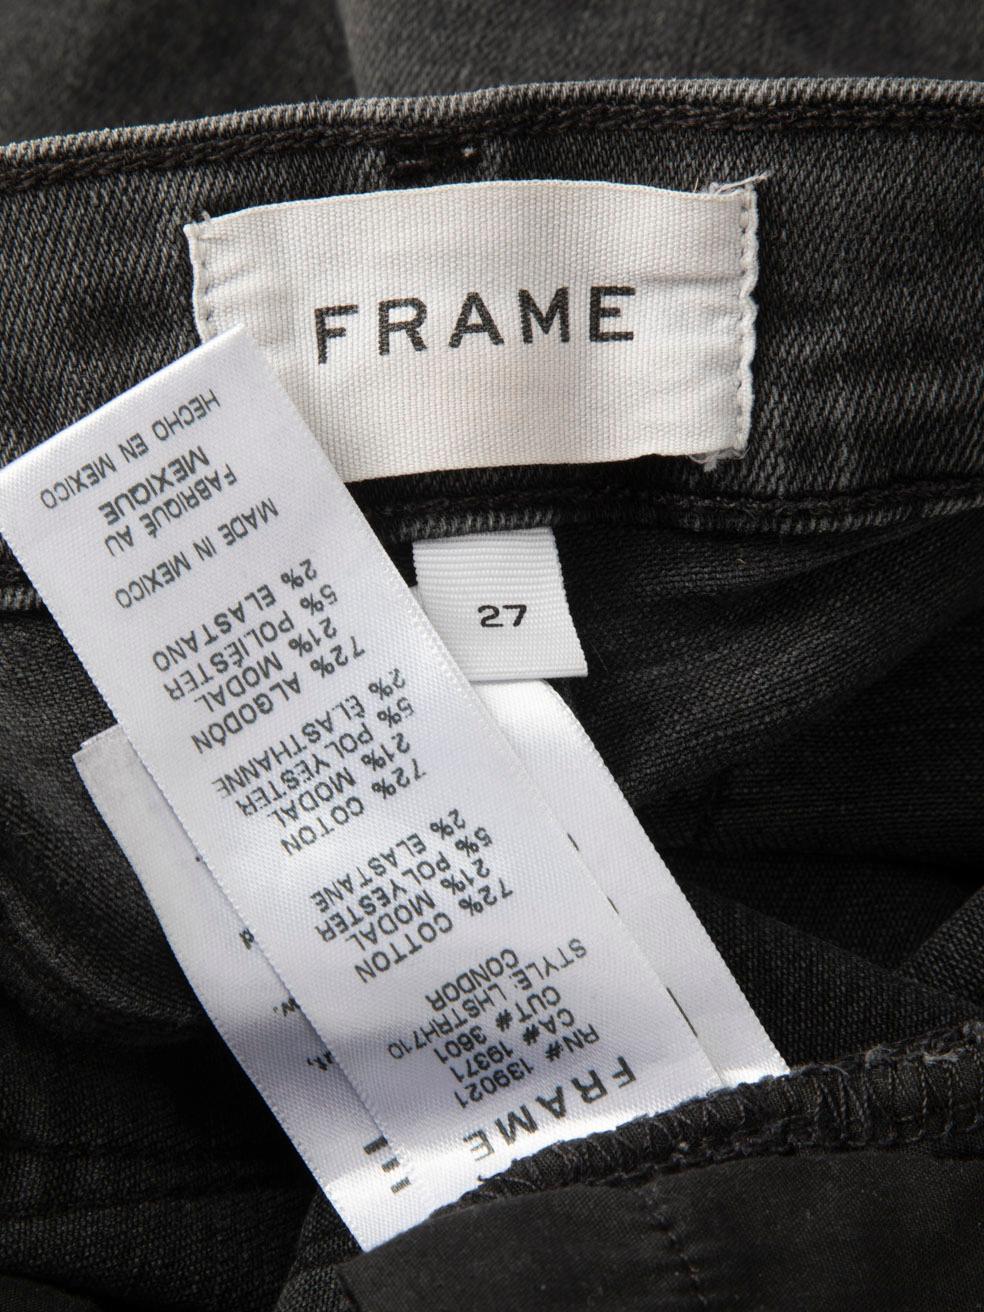 FRAME
27
FRAME
RN# 139021
CA# 19371
CUT # 3601
STYLE: LHSTRH710
CONDOR
72% COTTON
21% MODAL
5% POLYESTER
2% ELASTANE
72% COTON
21% MODAL
5% POLYESTER
2% ÉLASTHANNE
72% ALGODÓN
21% MODAL
5% POLIÉSTER
2% ELASTANO
MADE IN MEXICO
FABRIQUÉ AU
MEXIQUE
HECHO EN MEXICO